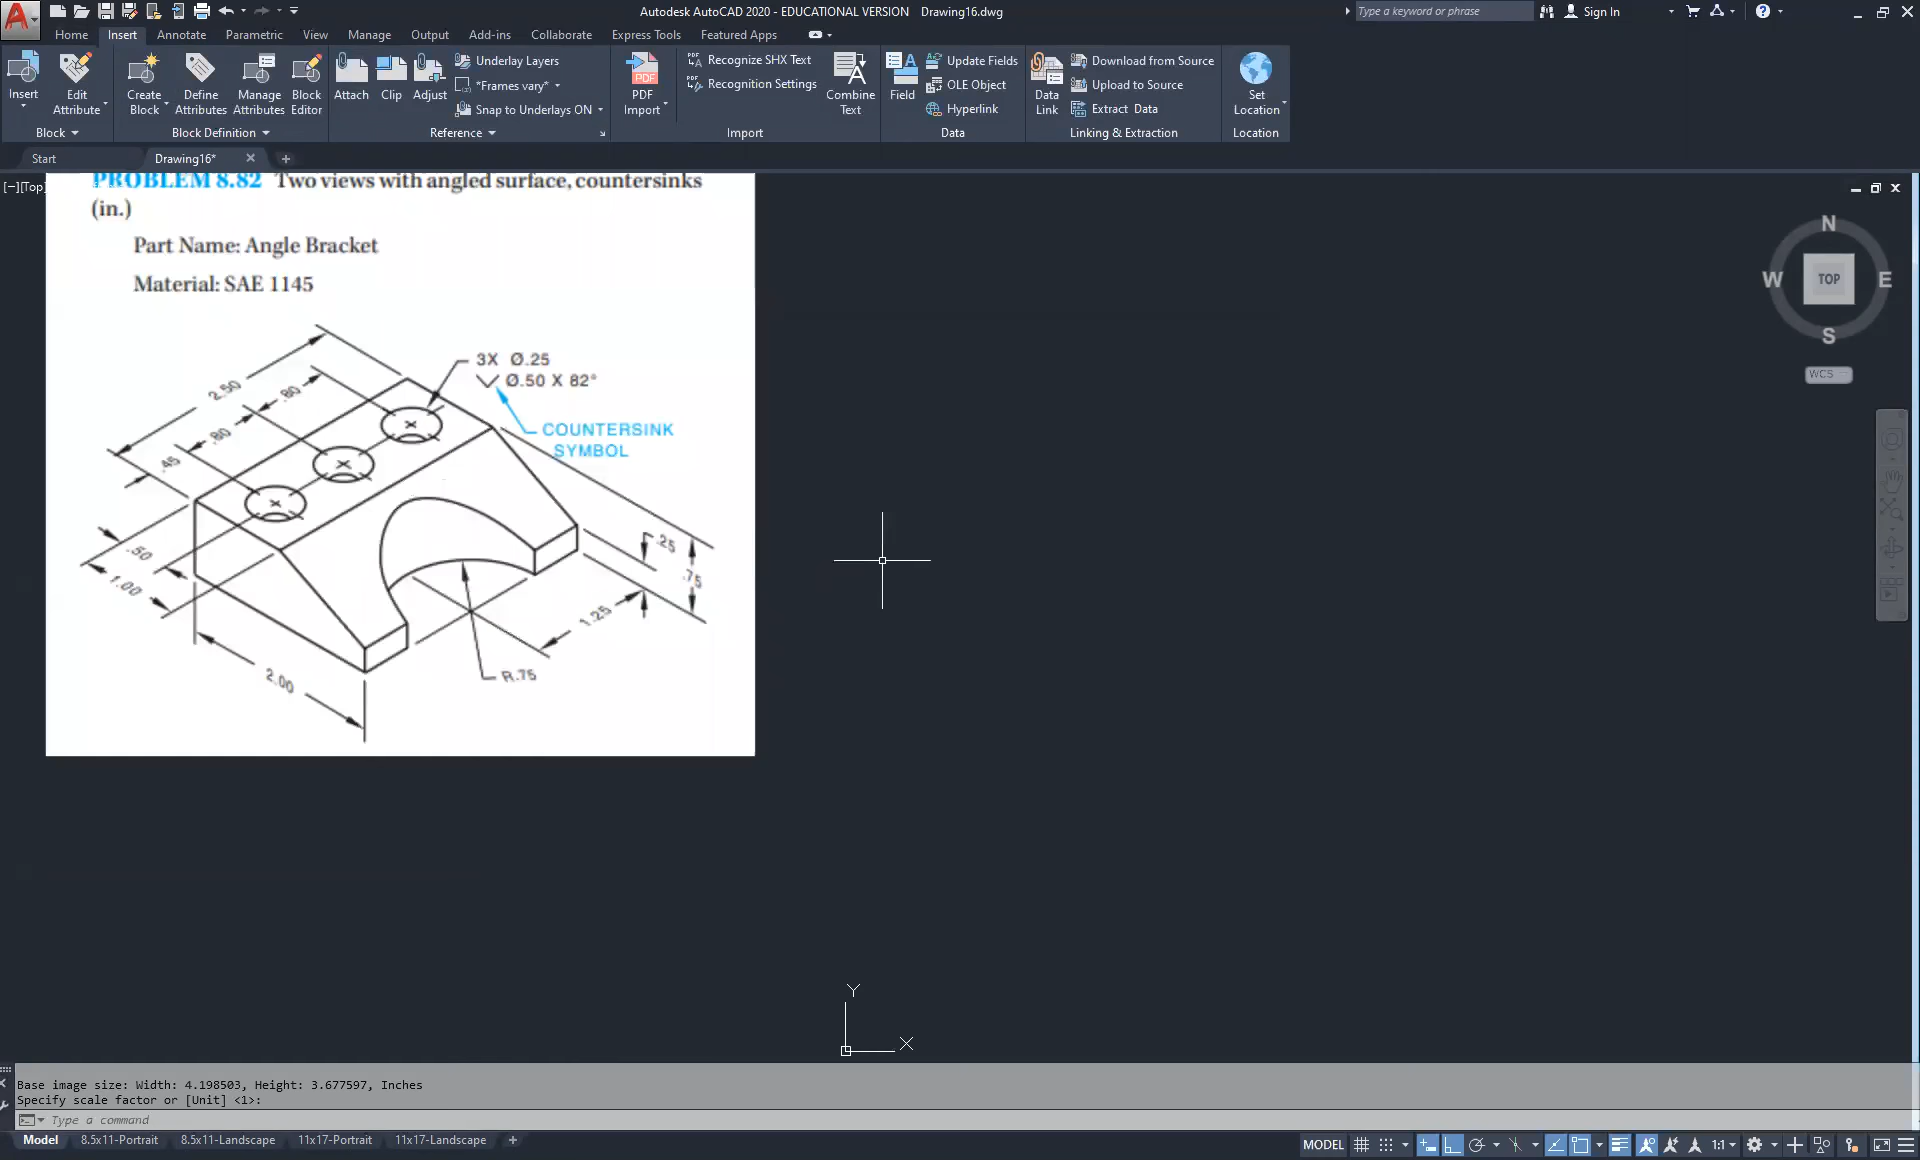 Autodesk AutoCAD 2020 - EDUCATIONAL VERSION Drawing16.dwg
Type a keyword or phrase
Sign In
Home Insert Annotate Parametric View Manage Output Add-ins Collaborate Express Tools Featured Apps
Insert
Edit Attribute
Create Block
Define Attributes
Manage Attributes
Block Editor
Attach
Clip
Adjust
Underlay Layers
*Frames vary*
Snap to Underlays ON
PDF
PDF Import
Recognize SHX Text
Recognition Settings
Combine Text
Field
Update Fields
OLE Object
Hyperlink
Data Link
Download from Source
Upload to Source
Extract Data
Set Location
Block
Block Definition
Reference
Import
Data
Linking & Extraction
Location
Start
Drawing16*
[−][Top]
PROBLEM 8.82 Two views with angled surface, countersinks
(in.)
Part Name: Angle Bracket
Material: SAE 1145
3X Ø.25
Ø.50 X 82°
COUNTERSINK
SYMBOL
2.50
.80
.80
.45
.50
1.00
2.00
.25
.75
1.25
R.75
N
W
TOP
E
S
WCS
Y
X
Base image size: Width: 4.198503, Height: 3.677597, Inches
Specify scale factor or [Unit] <1>:
Type a command
Model 8.5x11-Portrait 8.5x11-Landscape 11x17-Portrait 11x17-Landscape +
MODEL
1:1